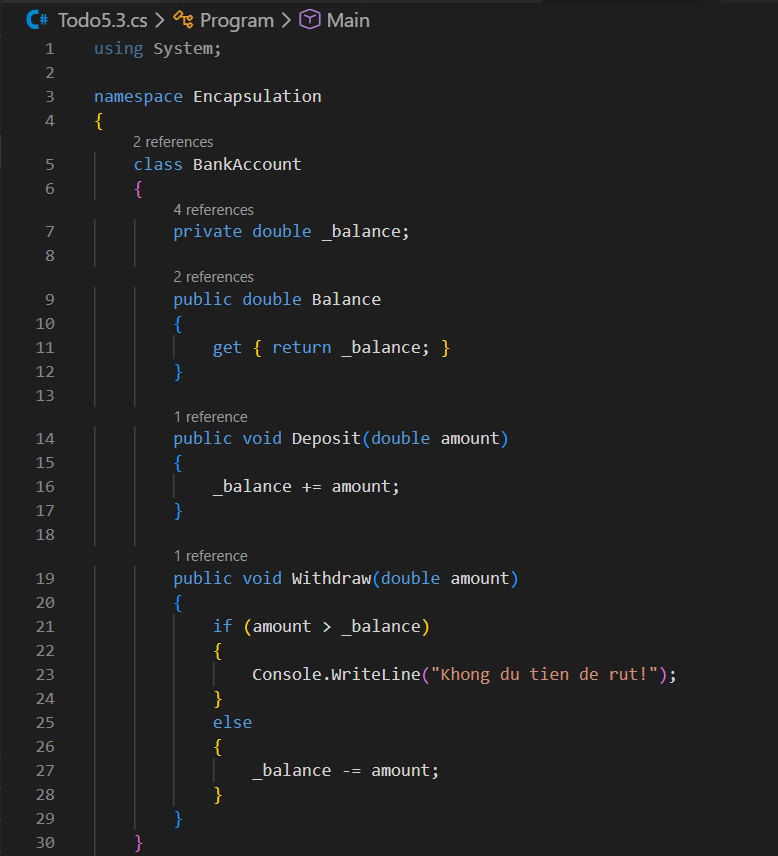 Todo5.3.cs > Program > Main
1 using System;
2
3 namespace Encapsulation
4 {
2 references
5 class BankAccount
6 {
4 references
7 private double _balance;
8
2 references
9 public double Balance
10 {
11 get { return _balance; }
12 }
13
1 reference
14 public void Deposit(double amount)
15 {
16 _balance += amount;
17 }
18
1 reference
19 public void Withdraw(double amount)
20 {
21 if (amount > _balance)
22 {
23 Console.WriteLine("Khong du tien de rut!");
24 }
25 else
26 {
27 _balance -= amount;
28 }
29 }
30 }